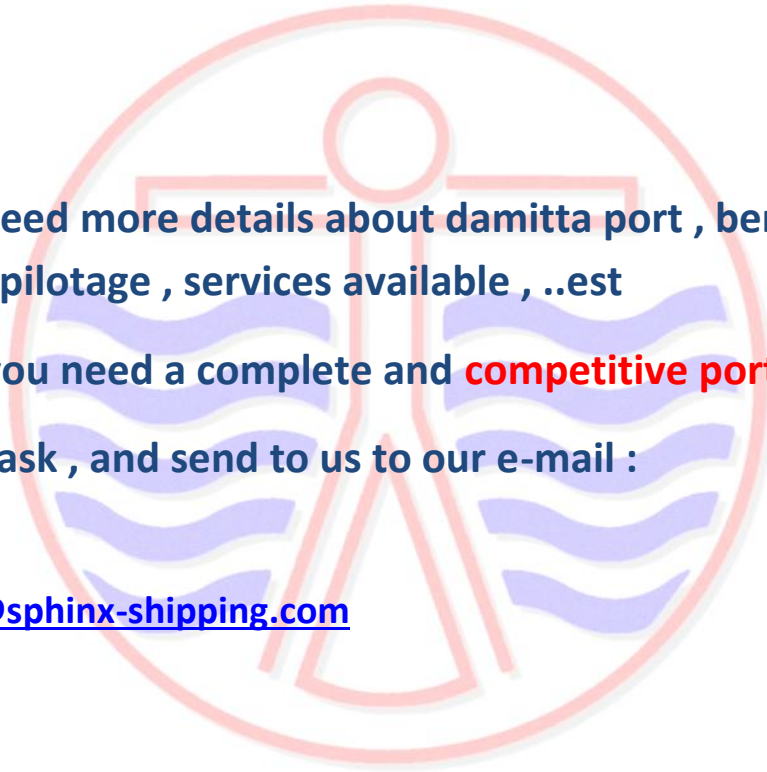 eed more details about damitta port , ber
pilotage , services available , ..est
ou need a complete and competitive port
ask , and send to us to our e-mail :
@sphinx-shipping.com